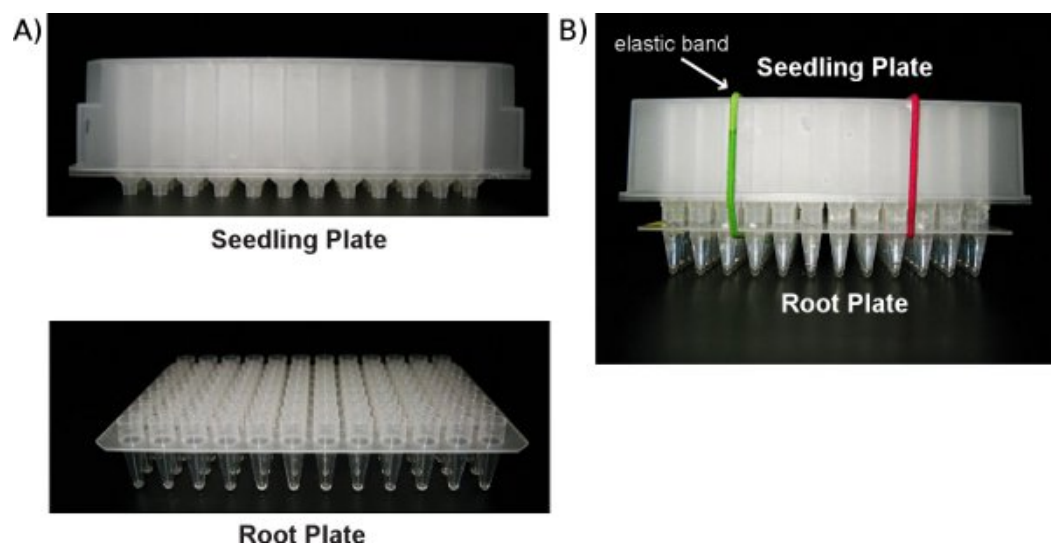 A)
Seedling Plate
Root Plate
B)
elastic band
Seedling Plate
Root Plate